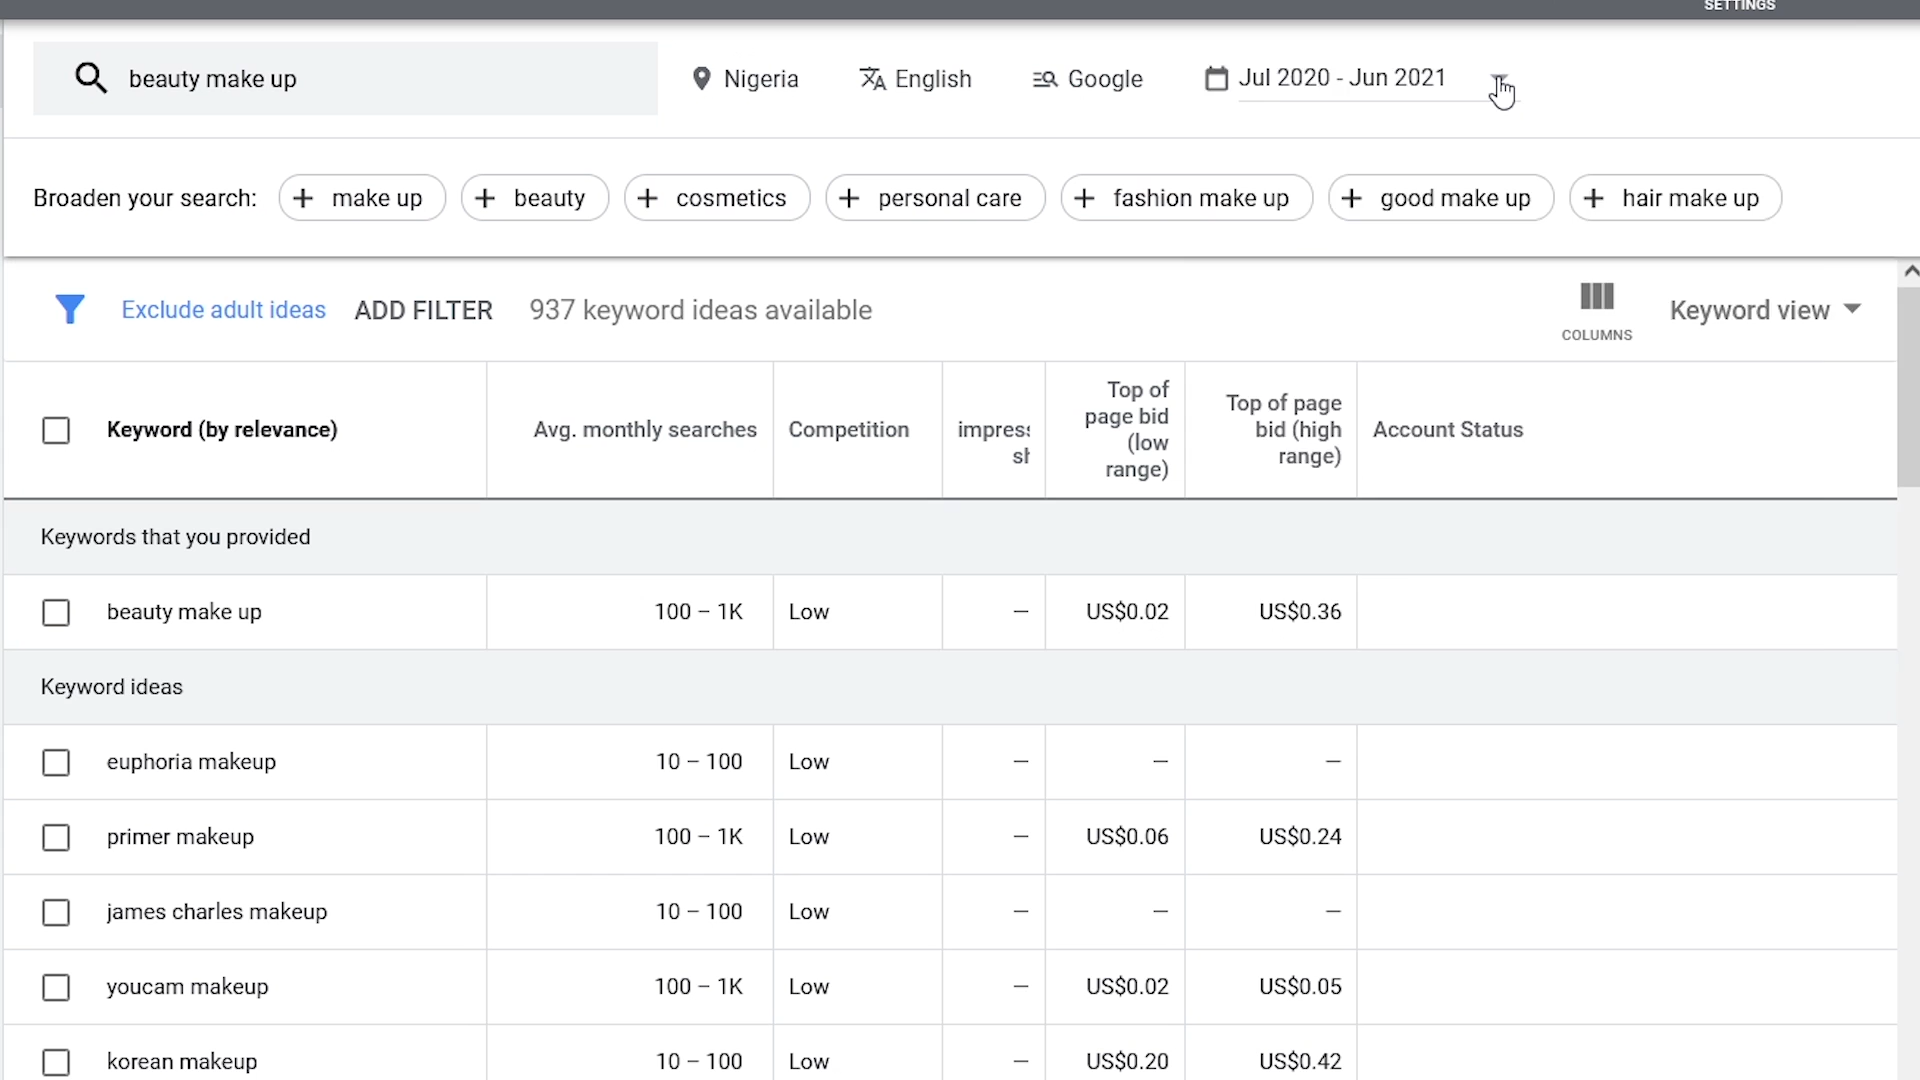 SETTINGS
beauty make up
Nigeria
English
Google
Jul 2020 - Jun 2021
Broaden your search:
+ make up
+ beauty
+ cosmetics
+ personal care
+ fashion make up
+ good make up
+ hair make up
Exclude adult ideas
ADD FILTER
937 keyword ideas available
COLUMNS
Keyword view
Keyword (by relevance)
Avg. monthly searches
Competition
impress
sh
Top of
page bid
(low
range)
Top of page
bid (high
range)
Account Status
Keywords that you provided
beauty make up 100 – 1K Low — US$0.02 US$0.36
Keyword ideas
euphoria makeup 10 – 100 Low — — —
primer makeup 100 – 1K Low — US$0.06 US$0.24
james charles makeup 10 – 100 Low — — —
youcam makeup 100 – 1K Low — US$0.02 US$0.05
korean makeup 10 – 100 Low — US$0.20 US$0.42